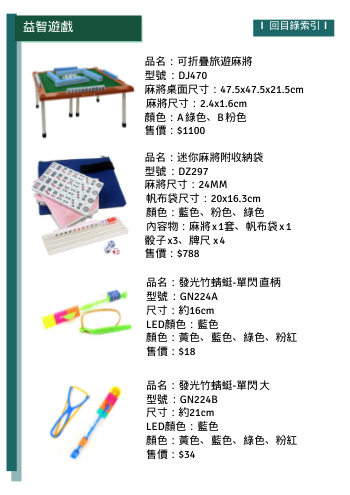 益智遊戲
I 回目錄索引 I
品名：可折疊旅遊麻將
型號：DJ470
麻將桌面尺寸：47.5x47.5x21.5cm
麻將尺寸：2.4x1.6cm
顏色：A綠色、B粉色
售價：$1100
品名：迷你麻將附收納袋
型號：DZ297
麻將尺寸：24MM
帆布袋尺寸：20x16.3cm
顏色：藍色、粉色、綠色
內容物：麻將x1套、帆布袋x1
骰子x3、牌尺x4
售價：$788
品名：發光竹蜻蜓-單閃直柄
型號：GN224A
尺寸：約16cm
LED顏色：藍色
顏色：黃色、藍色、綠色、粉紅
售價：$18
品名：發光竹蜻蜓-單閃大
型號：GN224B
尺寸：約21cm
LED顏色：藍色
顏色：黃色、藍色、綠色、粉紅
售價：$34